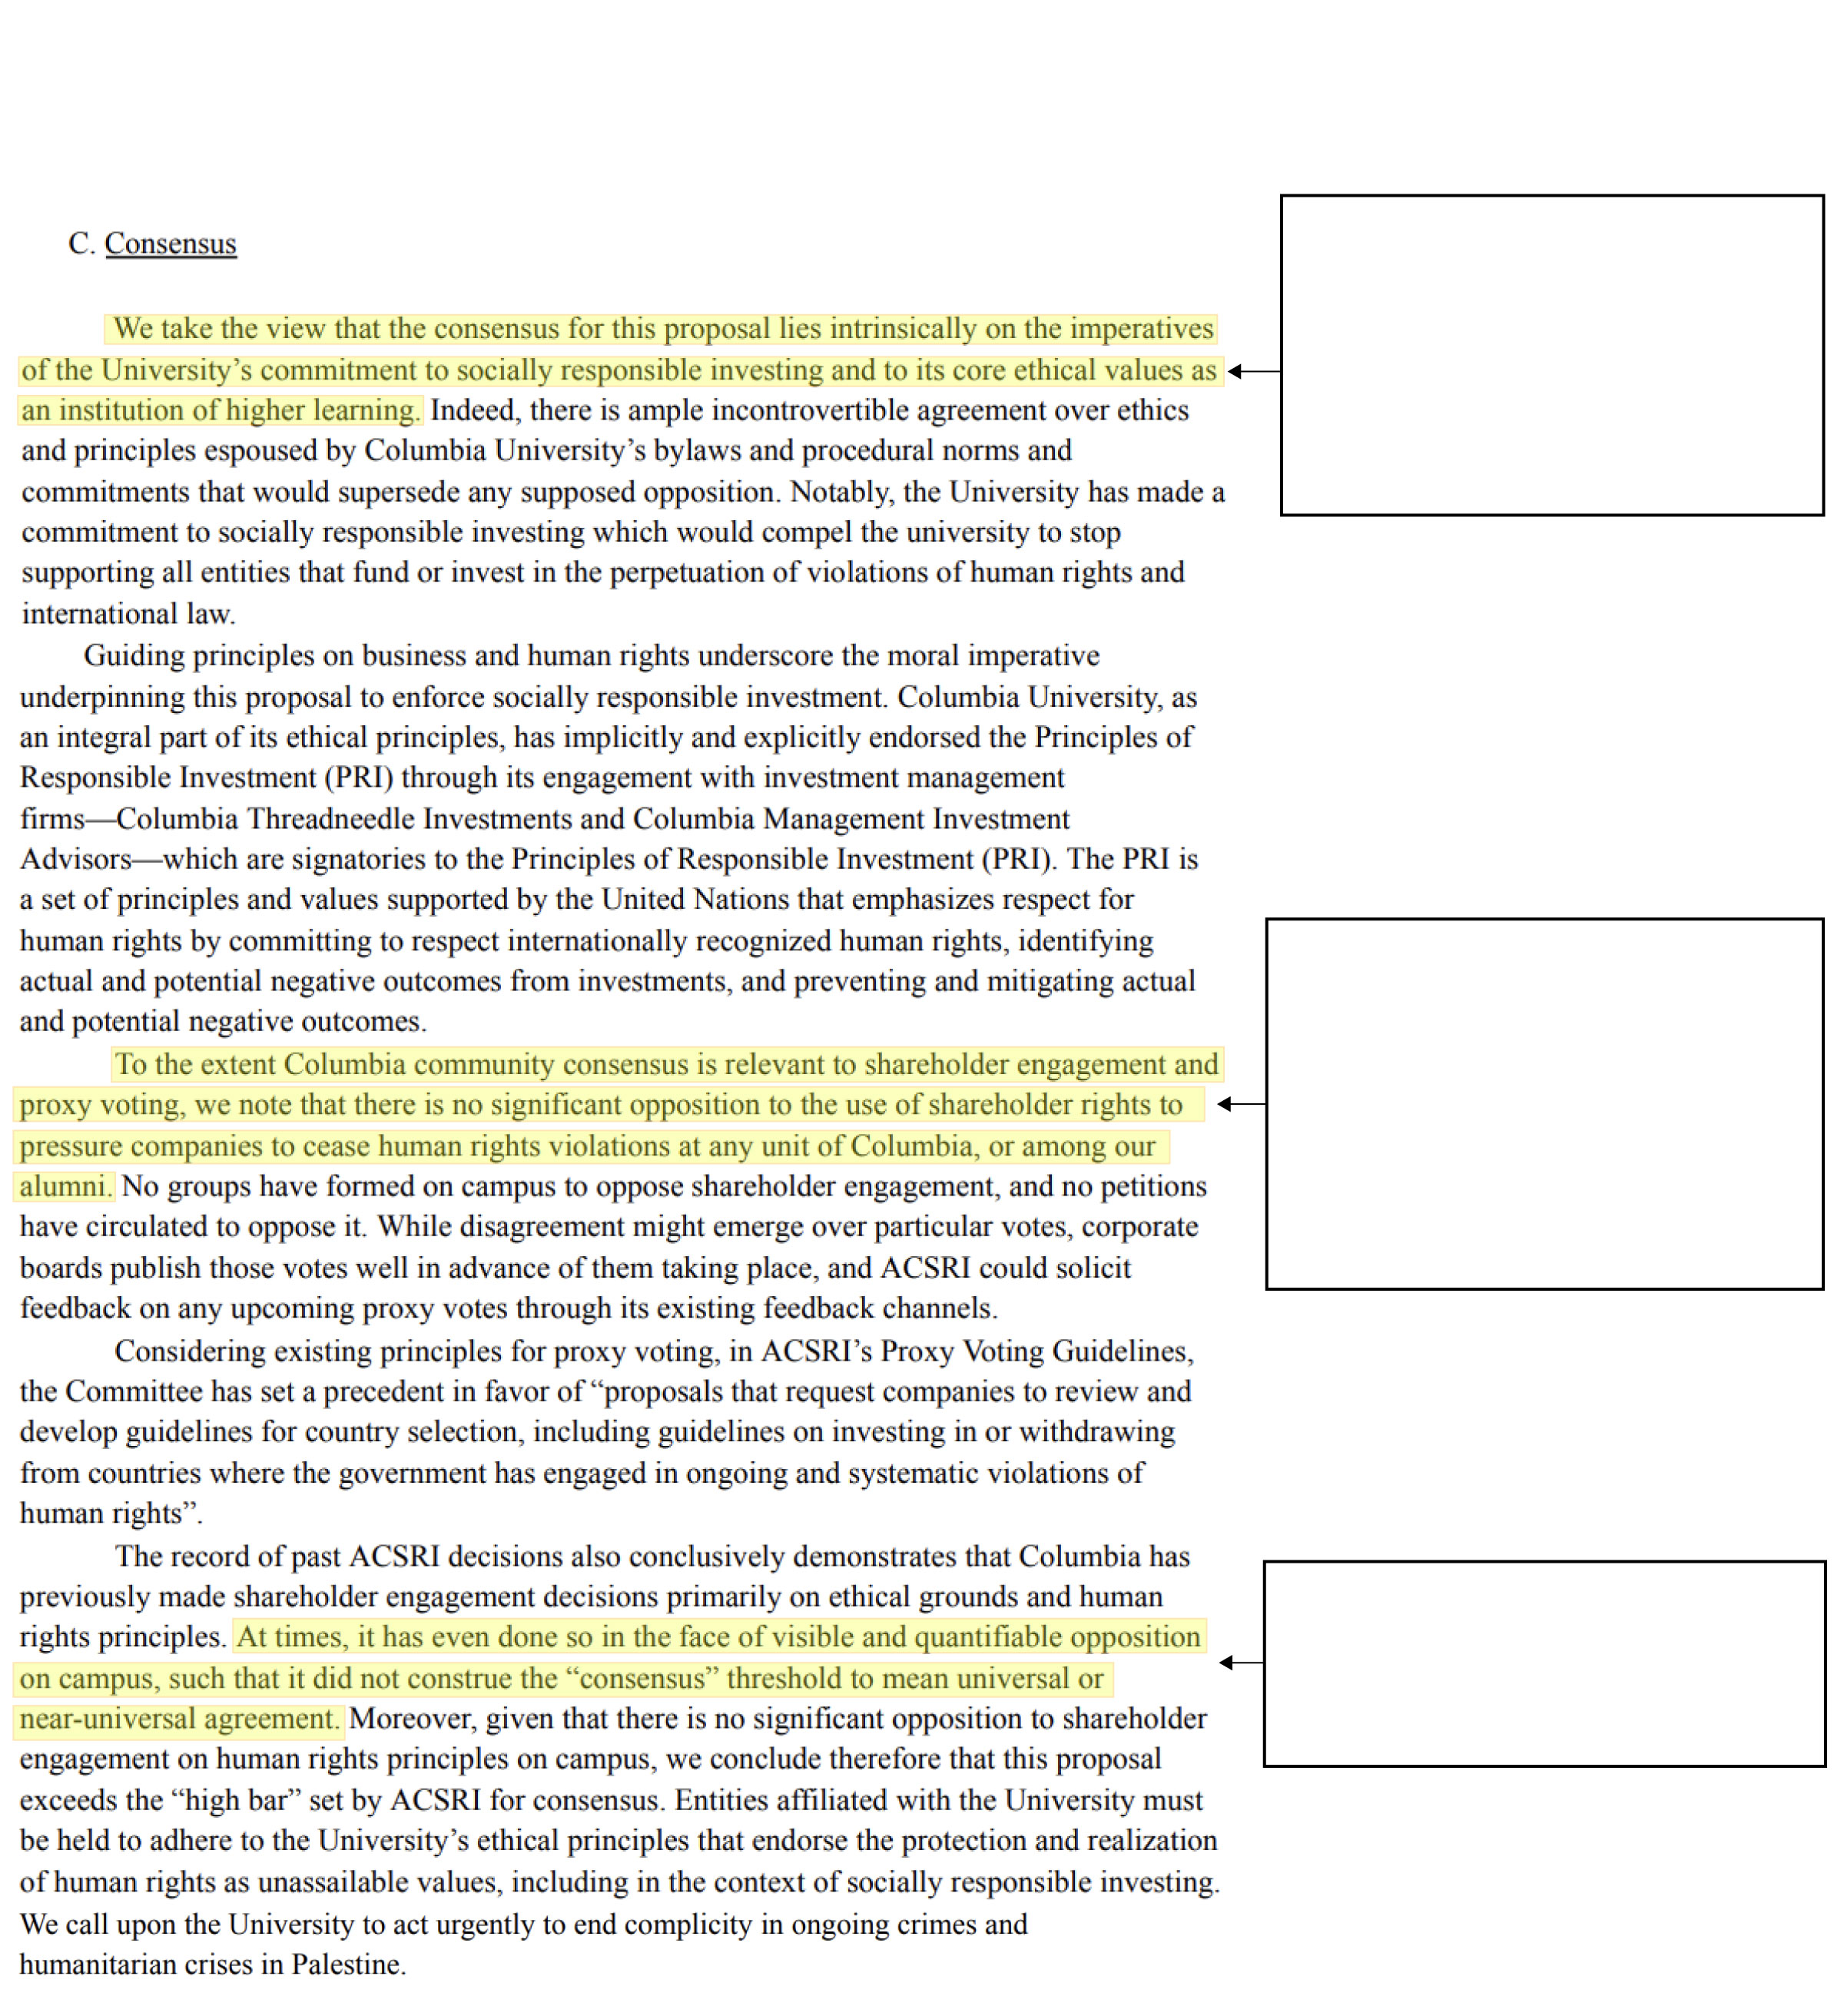 C. Consensus
We take the view that the consensus for this proposal lies intrinsically on the imperatives
of the University’s commitment to socially responsible investing and to its core ethical values as
an institution of higher learning. Indeed, there is ample incontrovertible agreement over ethics
and principles espoused by Columbia University’s bylaws and procedural norms and
commitments that would supersede any supposed opposition. Notably, the University has made a
commitment to socially responsible investing which would compel the university to stop
supporting all entities that fund or invest in the perpetuation of violations of human rights and
international law.
Guiding principles on business and human rights underscore the moral imperative
underpinning this proposal to enforce socially responsible investment. Columbia University, as
an integral part of its ethical principles, has implicitly and explicitly endorsed the Principles of
Responsible Investment (PRI) through its engagement with investment management
firms—Columbia Threadneedle Investments and Columbia Management Investment
Advisors—which are signatories to the Principles of Responsible Investment (PRI). The PRI is
a set of principles and values supported by the United Nations that emphasizes respect for
human rights by committing to respect internationally recognized human rights, identifying
actual and potential negative outcomes from investments, and preventing and mitigating actual
and potential negative outcomes.
To the extent Columbia community consensus is relevant to shareholder engagement and
proxy voting, we note that there is no significant opposition to the use of shareholder rights to
pressure companies to cease human rights violations at any unit of Columbia, or among our
alumni. No groups have formed on campus to oppose shareholder engagement, and no petitions
have circulated to oppose it. While disagreement might emerge over particular votes, corporate
boards publish those votes well in advance of them taking place, and ACSRI could solicit
feedback on any upcoming proxy votes through its existing feedback channels.
Considering existing principles for proxy voting, in ACSRI’s Proxy Voting Guidelines,
the Committee has set a precedent in favor of “proposals that request companies to review and
develop guidelines for country selection, including guidelines on investing in or withdrawing
from countries where the government has engaged in ongoing and systematic violations of
human rights”.
The record of past ACSRI decisions also conclusively demonstrates that Columbia has
previously made shareholder engagement decisions primarily on ethical grounds and human
rights principles. At times, it has even done so in the face of visible and quantifiable opposition
on campus, such that it did not construe the “consensus” threshold to mean universal or
near-universal agreement. Moreover, given that there is no significant opposition to shareholder
engagement on human rights principles on campus, we conclude therefore that this proposal
exceeds the “high bar” set by ACSRI for consensus. Entities affiliated with the University must
be held to adhere to the University’s ethical principles that endorse the protection and realization
of human rights as unassailable values, including in the context of socially responsible investing.
We call upon the University to act urgently to end complicity in ongoing crimes and
humanitarian crises in Palestine.